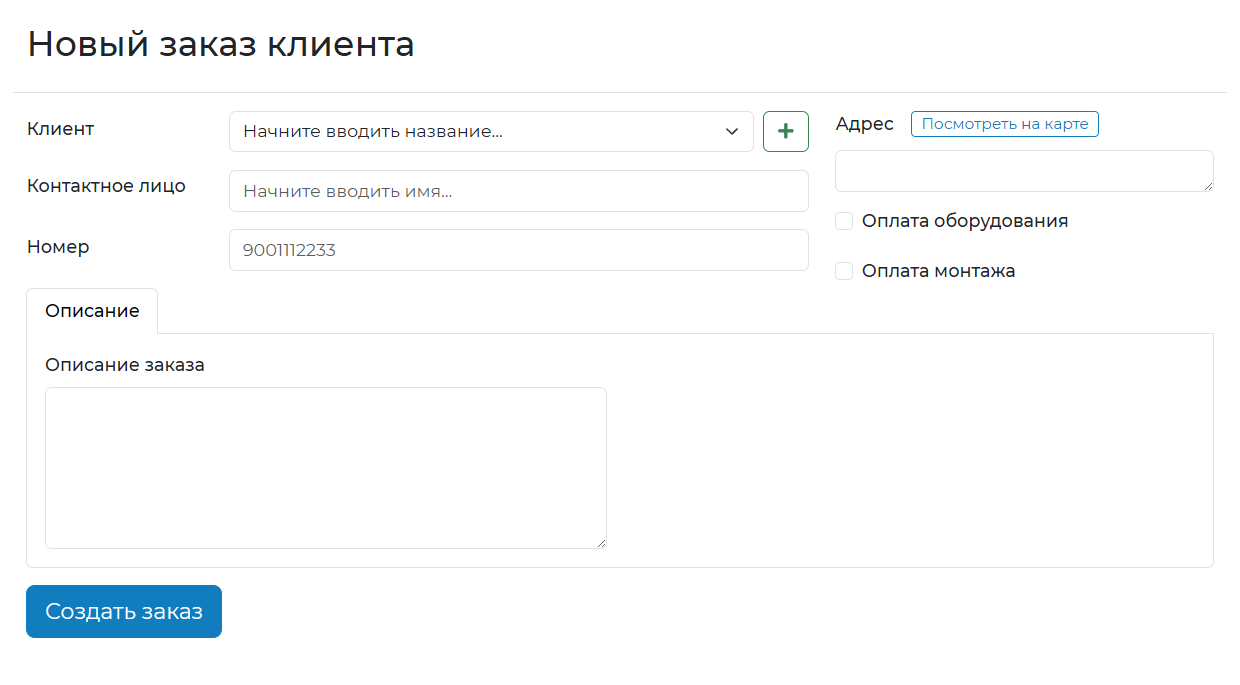 Новый заказ клиента
Клиент
Начните вводить название...
Контактное лицо
Начните вводить имя...
Номер
9001112233
Адрес
Посмотреть на карте
Оплата оборудования
Оплата монтажа
Описание
Описание заказа
Создать заказ